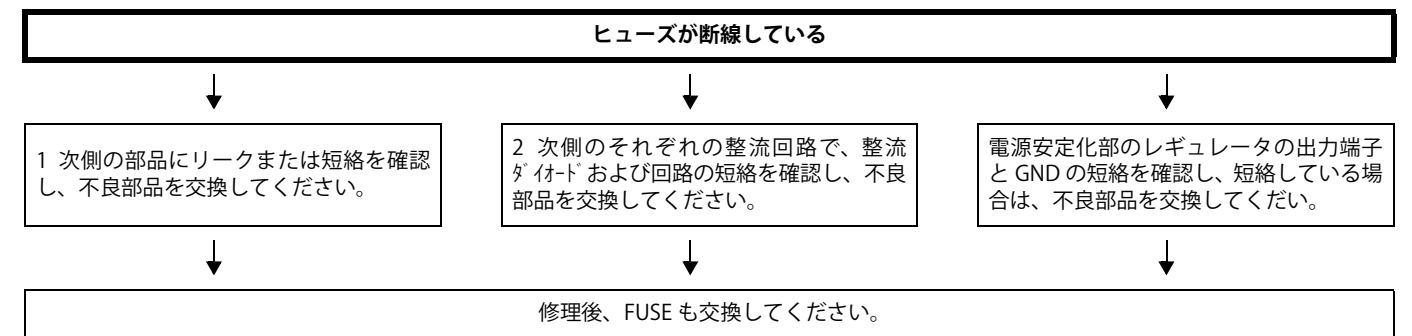 ヒューズが断線している
1 次側の部品にリークまたは短絡を確認
し、不良部品を交換してください。
2 次側のそれぞれの整流回路で、整流
ﾀﾞｲｵｰﾄﾞおよび回路の短絡を確認し、不良
部品を交換してください。
電源安定化部のレギュレータの出力端子
と GND の短絡を確認し、短絡している場
合は、不良部品を交換してくだい。
修理後、FUSE も交換してください。